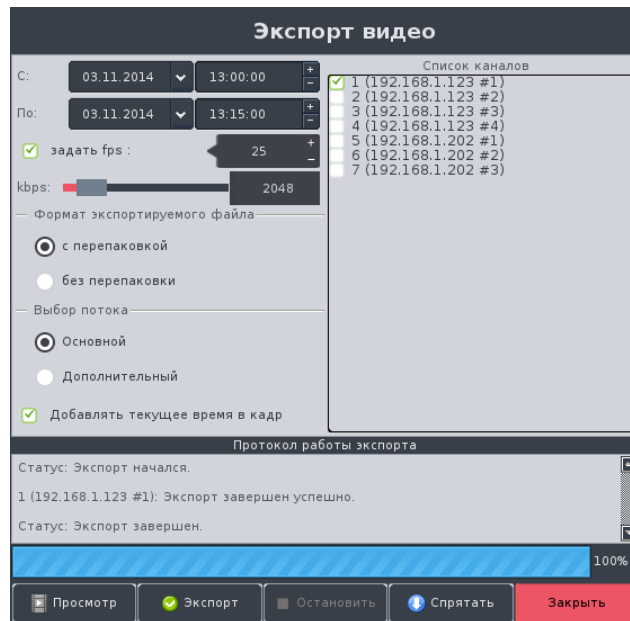 Экспорт видео
С: 03.11.2014 13:00:00 + −
По: 03.11.2014 13:15:00 + −
задать fps : 25 + −
kbps: 2048
Формат экспортируемого файла
с перепаковкой
без перепаковки
Выбор потока
Основной
Дополнительный
Добавлять текущее время в кадр
Список каналов
1 (192.168.1.123 #1)
2 (192.168.1.123 #2)
3 (192.168.1.123 #3)
4 (192.168.1.123 #4)
5 (192.168.1.202 #1)
6 (192.168.1.202 #2)
7 (192.168.1.202 #3)
Протокол работы экспорта
Статус: Экспорт начался.
1 (192.168.1.123 #1): Экспорт завершен успешно.
Статус: Экспорт завершен.
100%
Просмотр Экспорт Остановить Спрятать Закрыть